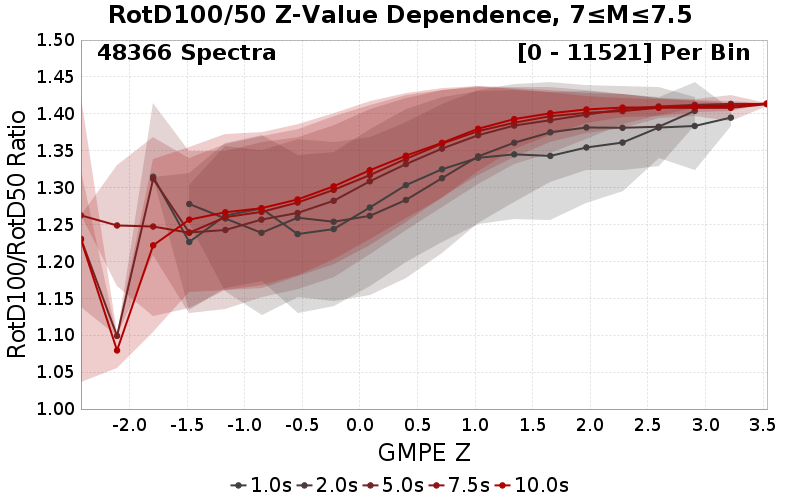 RotD100/50 Z-Value Dependence, 7≤M≤7.5
48366 Spectra
[0 - 11521] Per Bin
RotD100/RotD50 Ratio
1.50
1.45
1.40
1.35
1.30
1.25
1.20
1.15
1.10
1.05
1.00
-2.0 -1.5 -1.0 -0.5 0.0 0.5 1.0 1.5 2.0 2.5 3.0 3.5
GMPE Z
1.0s 2.0s 5.0s 7.5s 10.0s